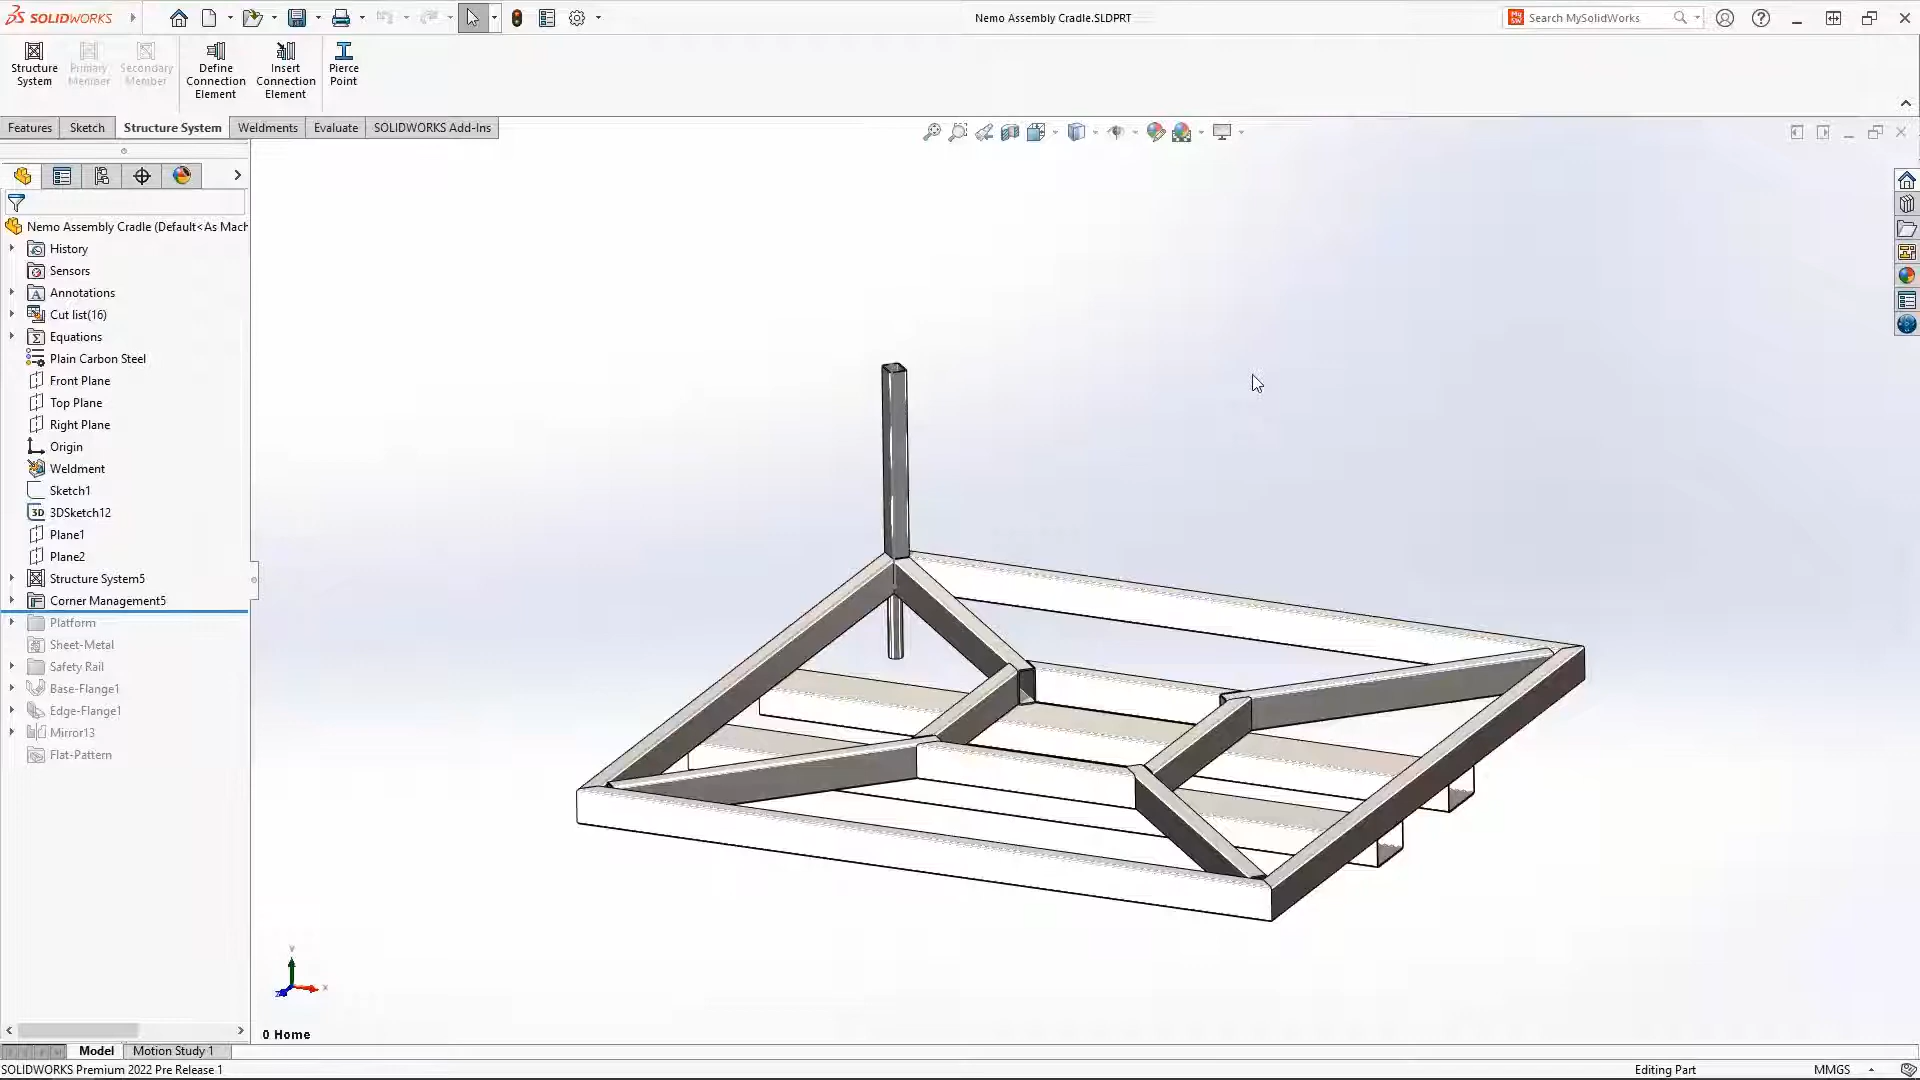 SOLIDWORKS
Nemo Assembly Cradle.SLDPRT
Search MySolidWorks
Structure System
Primary Member
Secondary Member
Define Connection Element
Insert Connection Element
Pierce Point
Features
Sketch
Structure System
Weldments
Evaluate
SOLIDWORKS Add-Ins
Nemo Assembly Cradle (Default<As Mach
History
Sensors
Annotations
Cut list(16)
Equations
Plain Carbon Steel
Front Plane
Top Plane
Right Plane
Origin
Weldment
Sketch1
3D 3DSketch12
Plane1
Plane2
Structure System5
Corner Management5
Platform
Sheet-Metal
Safety Rail
Base-Flange1
Edge-Flange1
Mirror13
Flat-Pattern
Y
X
Z
0 Home
Model
Motion Study 1
SOLIDWORKS Premium 2022 Pre Release 1
Editing Part
MMGS